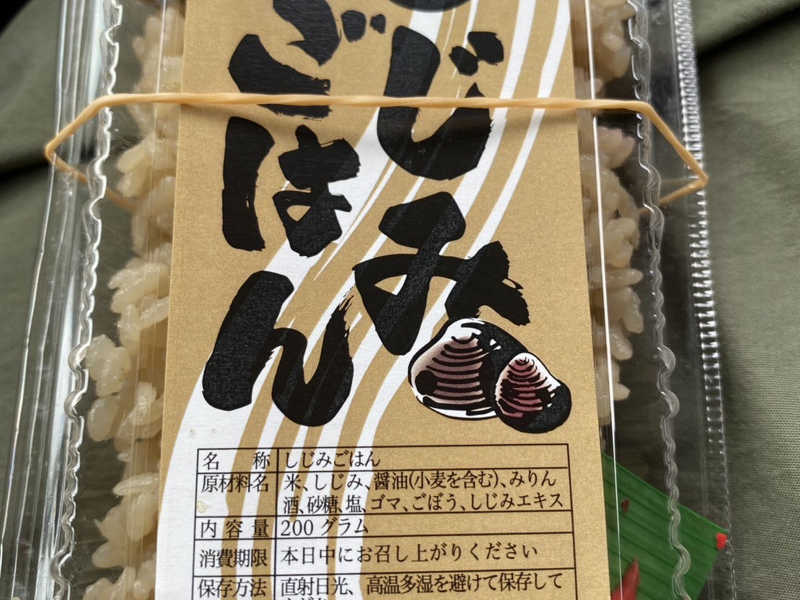 しじみ
ごはん
名称 しじみごはん
原材料名 米、しじみ、醤油(小麦を含む)、みりん
酒、砂糖、塩、ゴマ、ごぼう、しじみエキス
内容量 200 グラム
消費期限 本日中にお召し上がりください
保存方法 直射日光、高温多湿を避けて保存して